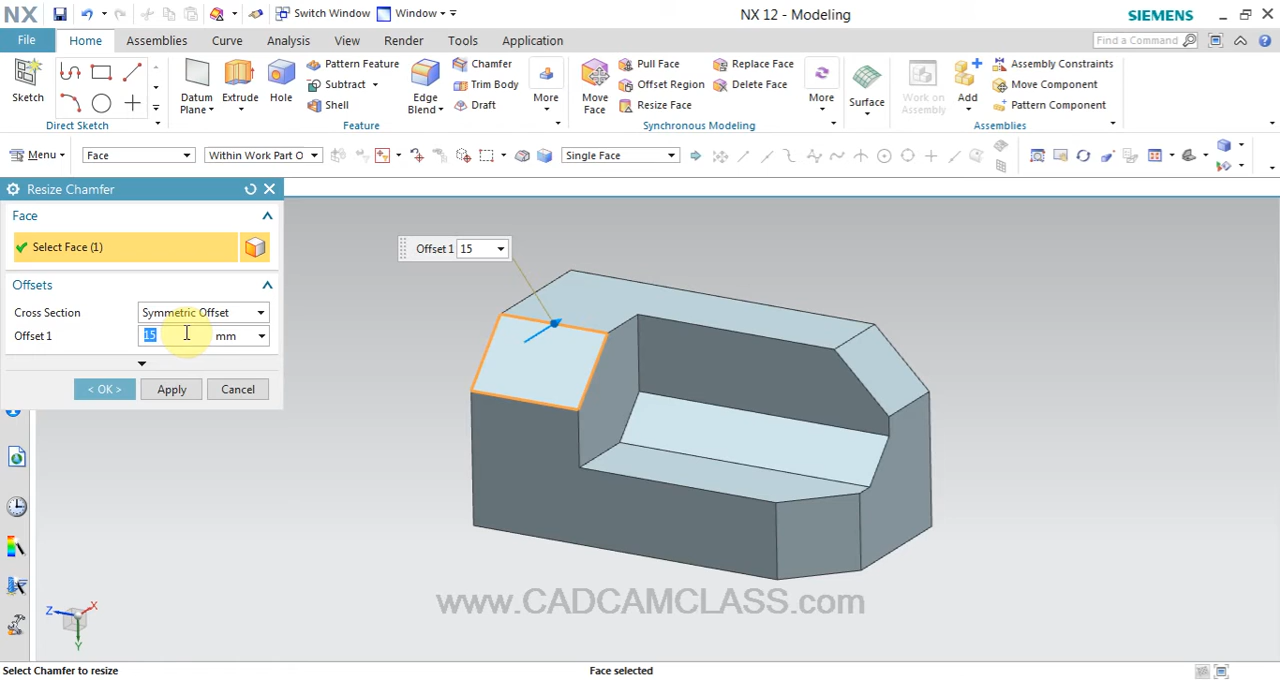 NX Switch Window Window NX 12 - Modeling SIEMENS
File Home Assemblies Curve Analysis View Render Tools Application Find a Command
Sketch Datum Plane Extrude Hole Pattern Feature Subtract Shell Edge Blend Chamfer Trim Body Draft More Move Face Pull Face Offset Region Resize Face Replace Face Delete Face More Surface Work on Assembly Add Assembly Constraints Move Component Pattern Component
Direct Sketch Feature Synchronous Modeling Assemblies
Menu Face Within Work Part O Single Face
Resize Chamfer
Face
Select Face (1)
Offset 1 15
Offsets
Cross Section Symmetric Offset
Offset 1 15 mm
< OK > Apply Cancel
www.CADCAMCLASS.com
Z X
Y
Select Chamfer to resize Face selected